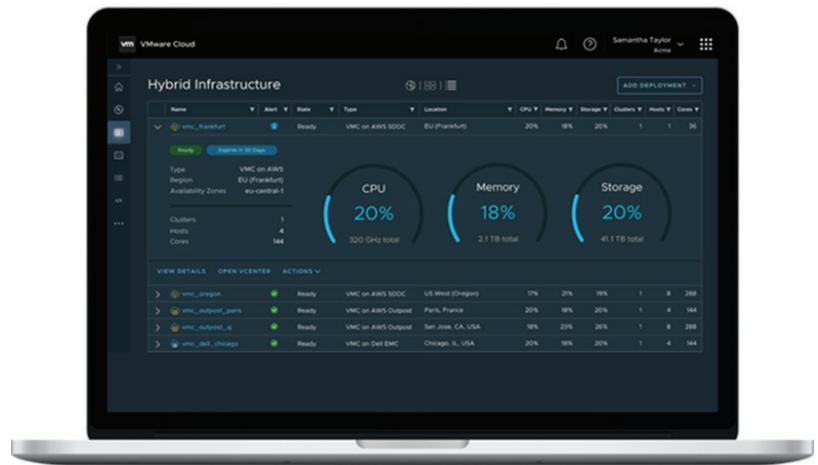 vm VMware Cloud
Samantha Taylor
Acme
Hybrid Infrastructure
ADD DEPLOYMENT
Name Alert State Type Location CPU Memory Storage Clusters Hosts Cores
vmc_frankfurt Ready VMC on AWS SDDC EU (Frankfurt) 20% 18% 20% 1 1 36
Ready Expires in 30 Days
Type VMC on AWS
Region EU (Frankfurt)
Availability Zones eu-central-1
Clusters 1
Hosts 4
Cores 144
CPU
20%
320 GHz total
Memory
18%
2.1 TB total
Storage
20%
41.1 TB total
VIEW DETAILS OPEN VCENTER ACTIONS
vmc_oregon Ready VMC on AWS SDDC US West (Oregon) 17% 21% 19% 1 8 288
vmc_outpost_paris Ready VMC on AWS Outpost Paris, France 20% 18% 20% 1 4 144
vmc_outpost_sj Ready VMC on AWS Outpost San Jose, CA, USA 18% 23% 26% 1 8 288
vmc_dell_chicago Ready VMC on Dell EMC Chicago, IL, USA 20% 18% 20% 1 4 144